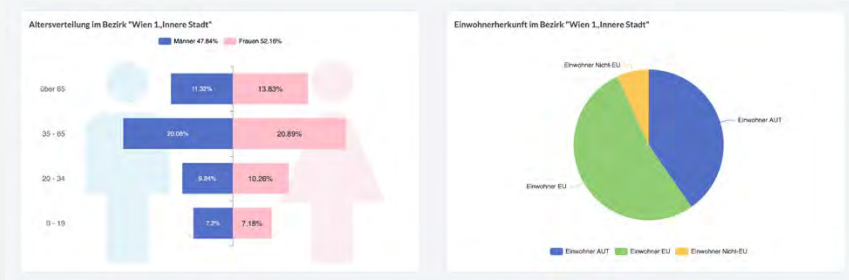 Altersverteilung im Bezirk "Wien 1.,Innere Stadt"
Männer 47.84% Frauen 52.16%
über 65
11.32% 13.83%
35 - 65
20.08% 20.89%
20 - 34
9.24% 10.26%
0 - 19
7.2% 7.18%
Einwohnerherkunft im Bezirk "Wien 1.,Innere Stadt"
Einwohner Nicht-EU
Einwohner AUT
Einwohner EU
Einwohner AUT Einwohner EU Einwohner Nicht-EU